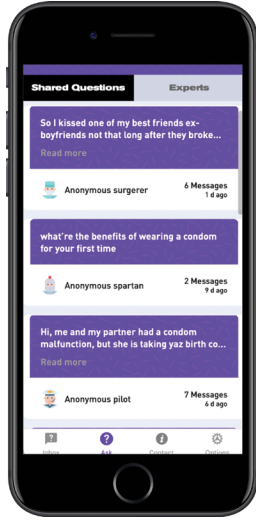 Shared Questions
Experts
So I kissed one of my best friends ex-
boyfriends not that long after they broke...
Read more
Anonymous surgerer
6 Messages
1 d ago
what're the benefits of wearing a condom
for your first time
Anonymous spartan
2 Messages
9 d ago
Hi, me and my partner had a condom
malfunction, but she is taking yaz birth co...
Read more
Anonymous pilot
7 Messages
6 d ago
Inbox
Ask
Contact
Options